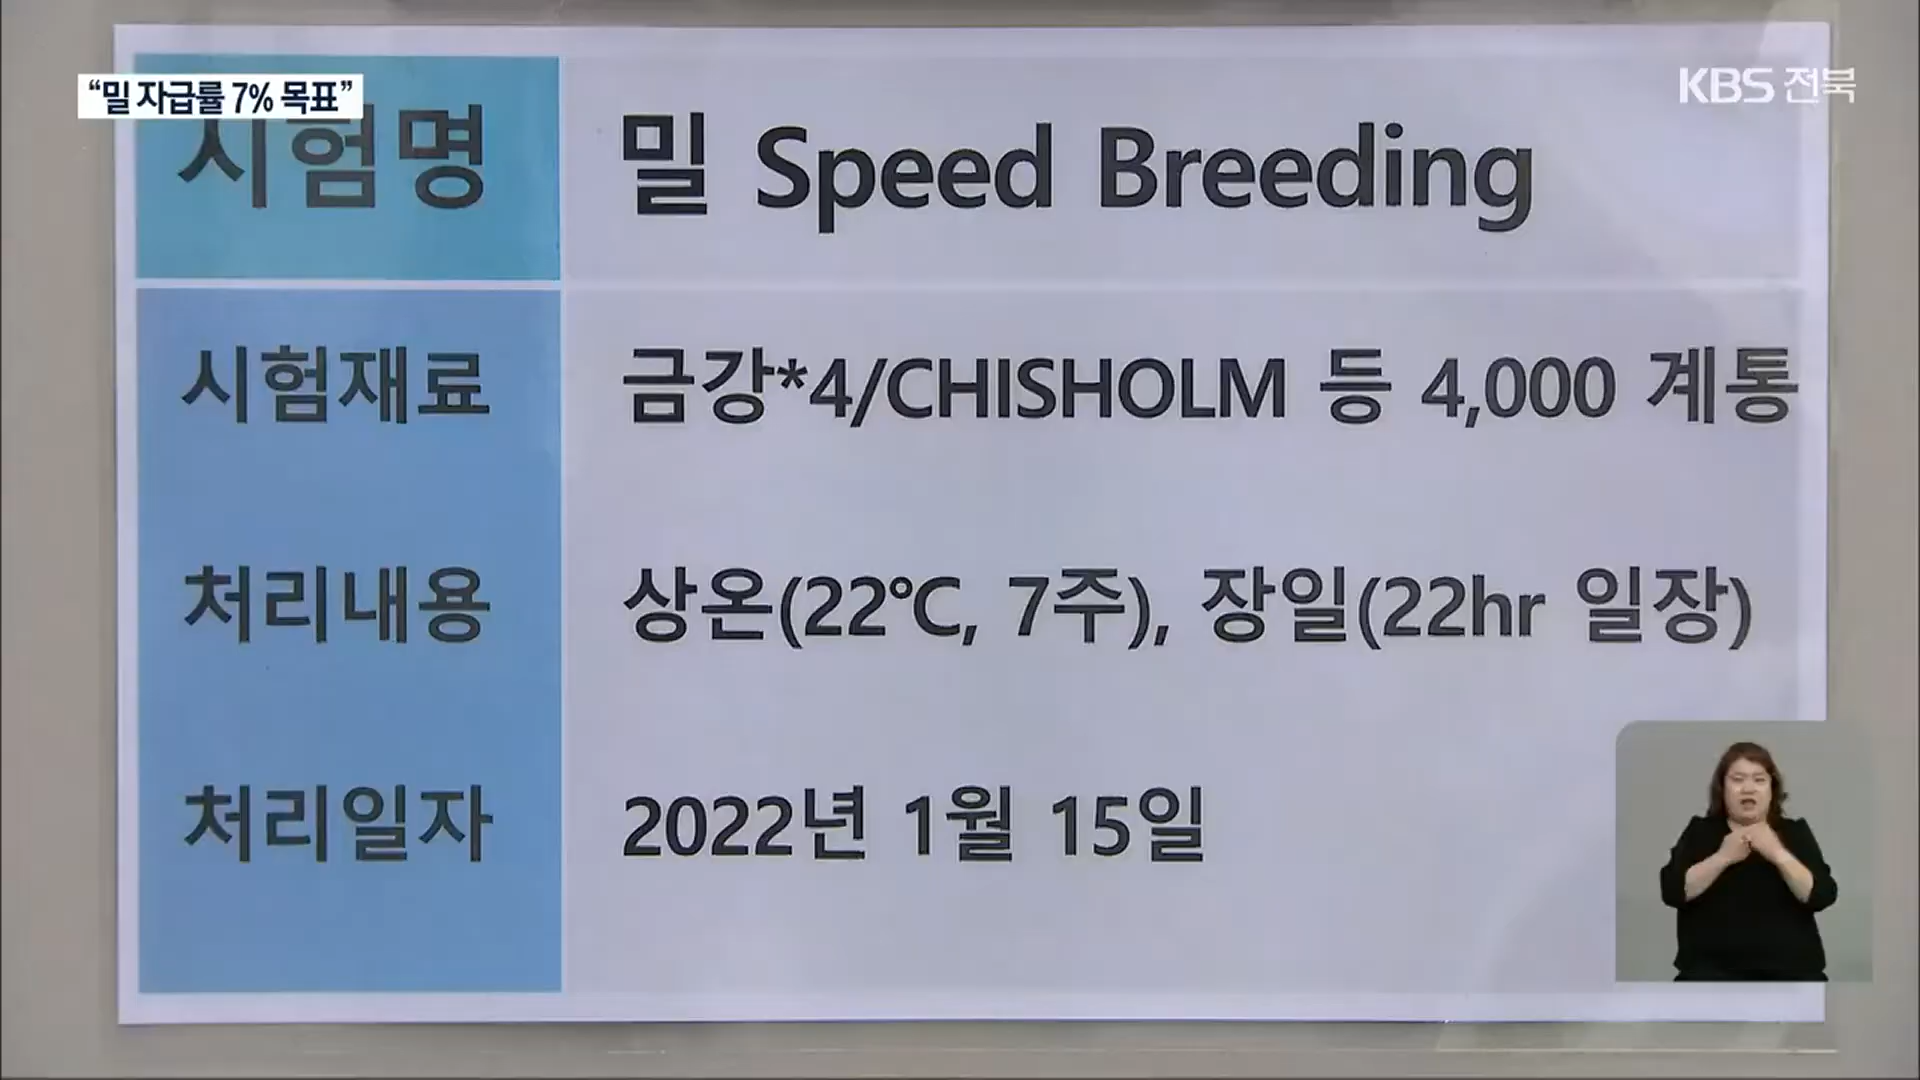 “밀 자급률 7% 목표”
KBS 전북
시험명 밀 Speed Breeding
시험재료 금강*4/CHISHOLM 등 4,000 계통
처리내용 상온(22℃, 7주), 장일(22hr 일장)
처리일자 2022년 1월 15일